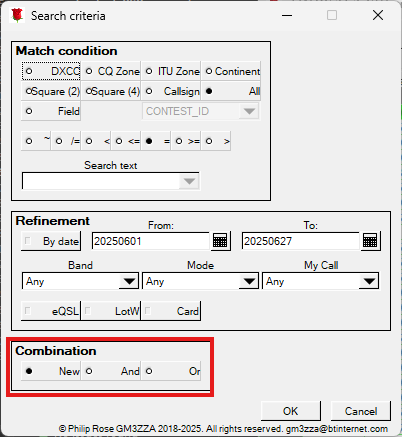 Search criteria
Match condition
DXCC CQ Zone ITU Zone Continent
Square (2) Square (4) Callsign All
Field CONTEST_ID
~ /= < <= = >= >
Search text
Refinement
From: To:
By date 20250601 20250627
Band Mode My Call
Any Any Any
eQSL LotW Card
Combination
New And Or
OK Cancel
© Philip Rose GM3ZZA 2018-2025. All rights reserved. gm3zza@btinternet.com